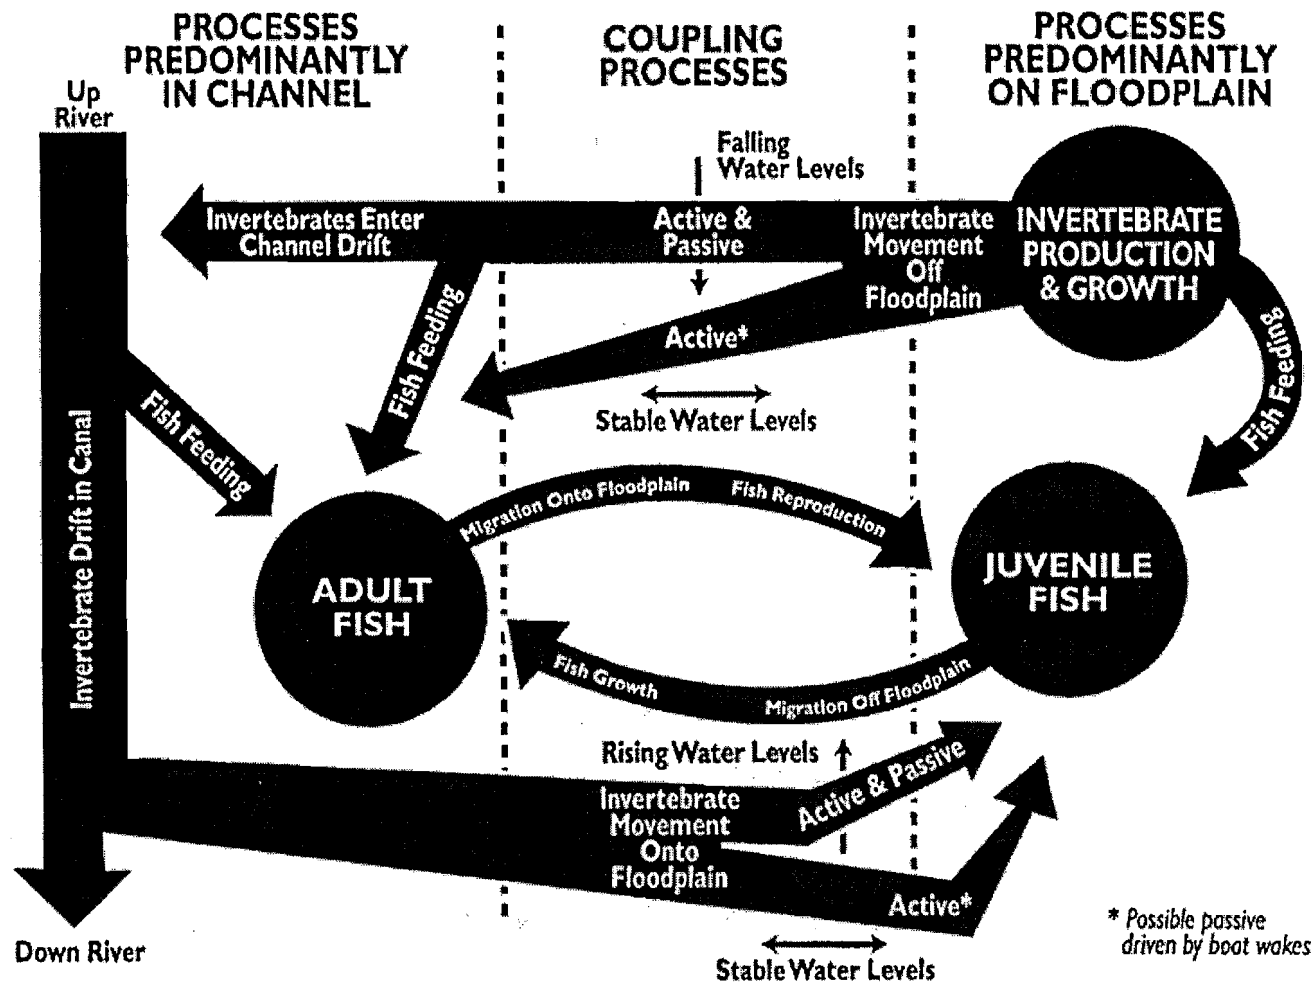 PROCESSES
PREDOMINANTLY
IN CHANNEL
COUPLING
PROCESSES
PROCESSES
PREDOMINANTLY
ON FLOODPLAIN
Up
River
Falling
Water Levels
Invertebrates Enter
Channel Drift
Active &
Passive
Invertebrate
Movement
Off
Floodplain
INVERTEBRATE
PRODUCTION
& GROWTH
Fish Feeding
Active*
Fish Feeding
Stable Water Levels
Fish Feeding
Invertebrate Drift in Canal
Migration Onto Floodplain
Fish Reproduction
ADULT
FISH
JUVENILE
FISH
Fish Growth
Migration Off Floodplain
Rising Water Levels
Active & Passive
Invertebrate
Movement
Onto
Floodplain
Active*
Stable Water Levels
Down River
* Possible passive
driven by boat wakes